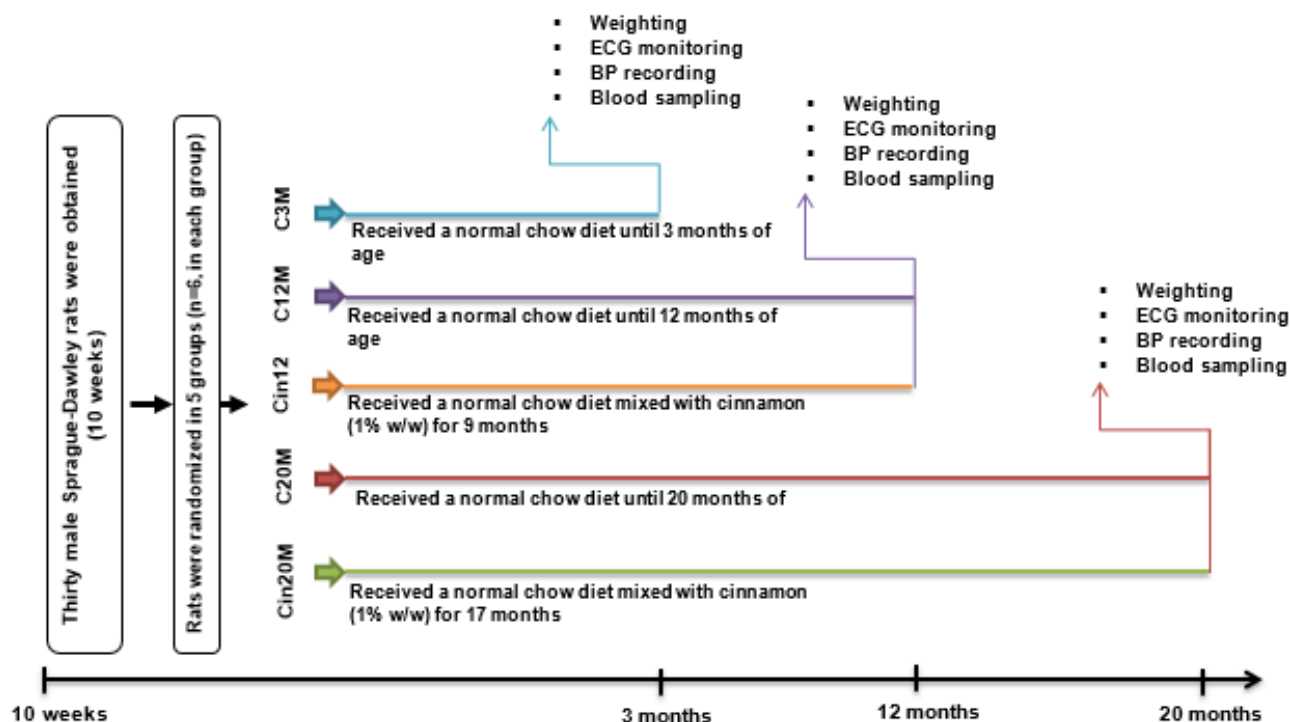 ▪ Weighting
▪ ECG monitoring
▪ BP recording
▪ Blood sampling
▪ Weighting
▪ ECG monitoring
▪ BP recording
▪ Blood sampling
▪ Weighting
▪ ECG monitoring
▪ BP recording
▪ Blood sampling
Thirty male Sprague-Dawley rats were obtained
(10 weeks)
Rats were randomized in 5 groups (n=6, in each group)
C3M
Received a normal chow diet until 3 months of
age
C12M
Received a normal chow diet until 12 months of
age
Cin12
Received a normal chow diet mixed with cinnamon
(1% w/w) for 9 months
C20M
Received a normal chow diet until 20 months of
Cin20M
Received a normal chow diet mixed with cinnamon
(1% w/w) for 17 months
10 weeks
3 months
12 months
20 months